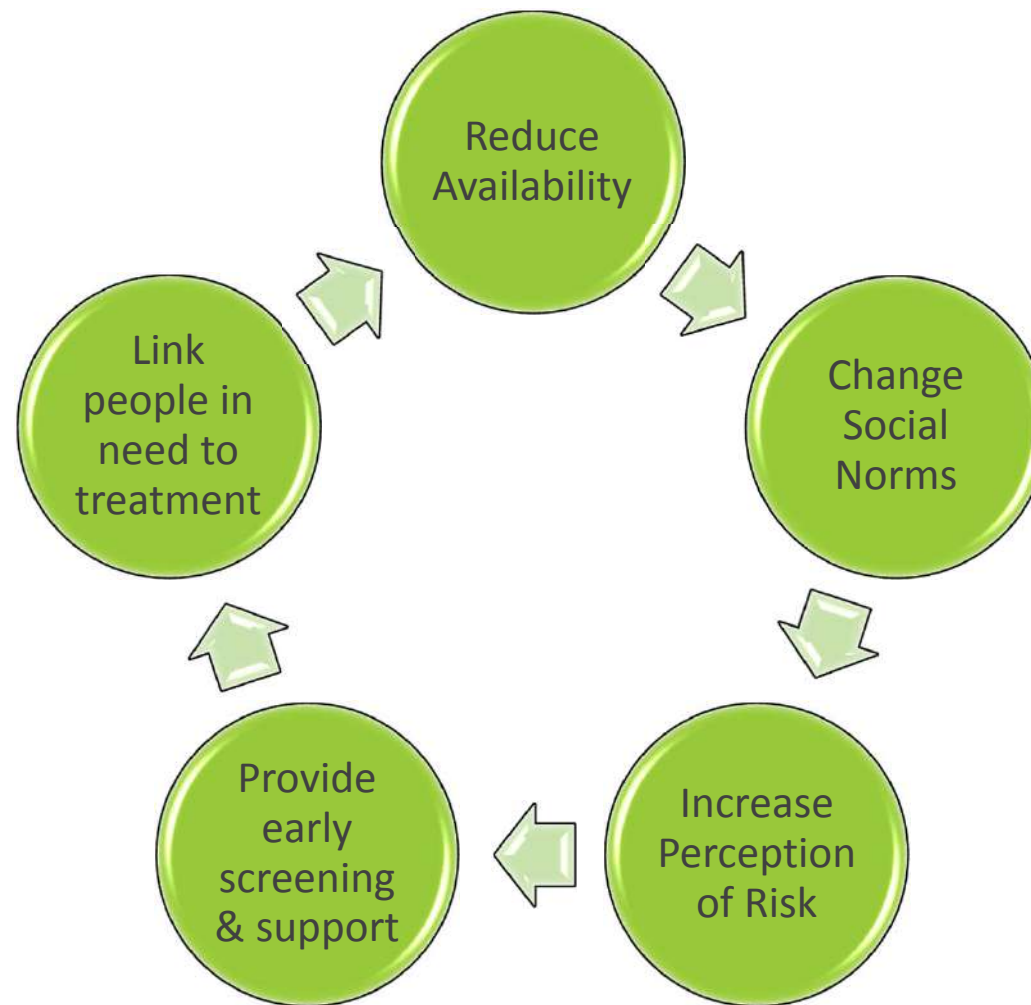 Reduce
Availability
Change
Social
Norms
Increase
Perception
of Risk
Provide
early
screening
& support
Link
people in
need to
treatment